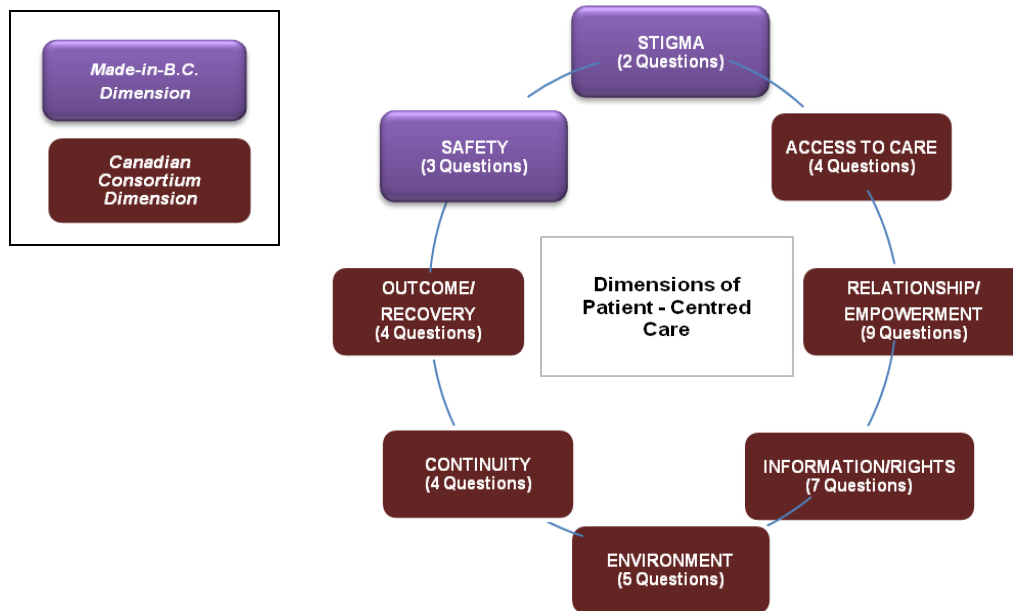 Made-in-B.C.
Dimension
Canadian
Consortium
Dimension
STIGMA
(2 Questions)
SAFETY
(3 Questions)
ACCESS TO CARE
(4 Questions)
OUTCOME/
RECOVERY
(4 Questions)
Dimensions of
Patient - Centred
Care
RELATIONSHIP/
EMPOWERMENT
(9 Questions)
CONTINUITY
(4 Questions)
INFORMATION/RIGHTS
(7 Questions)
ENVIRONMENT
(5 Questions)